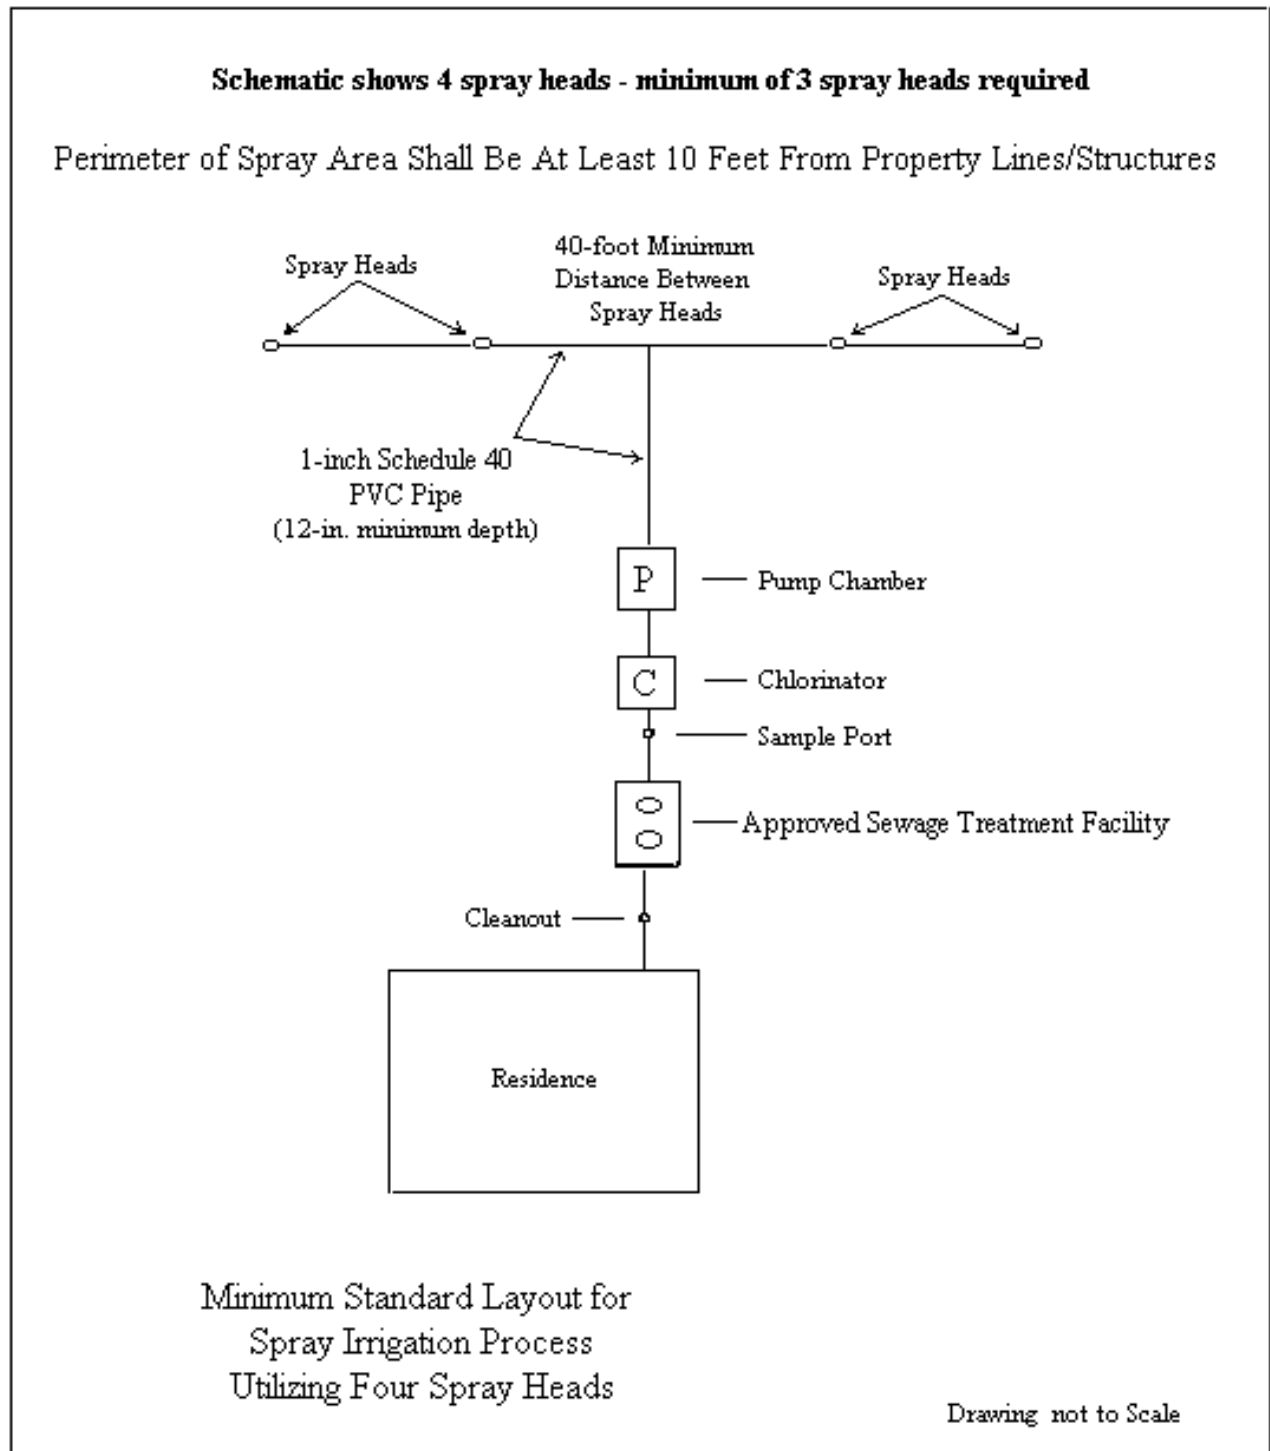 Schematic shows 4 spray heads - minimum of 3 spray heads required
Perimeter of Spray Area Shall Be At Least 10 Feet From Property Lines/Structures
Spray Heads
40-foot Minimum
Distance Between
Spray Heads
Spray Heads
1-inch Schedule 40
PVC Pipe
(12-in. minimum depth)
P
Pump Chamber
C
Chlorinator
Sample Port
Approved Sewage Treatment Facility
Cleanout
Residence
Minimum Standard Layout for
Spray Irrigation Process
Utilizing Four Spray Heads
Drawing not to Scale